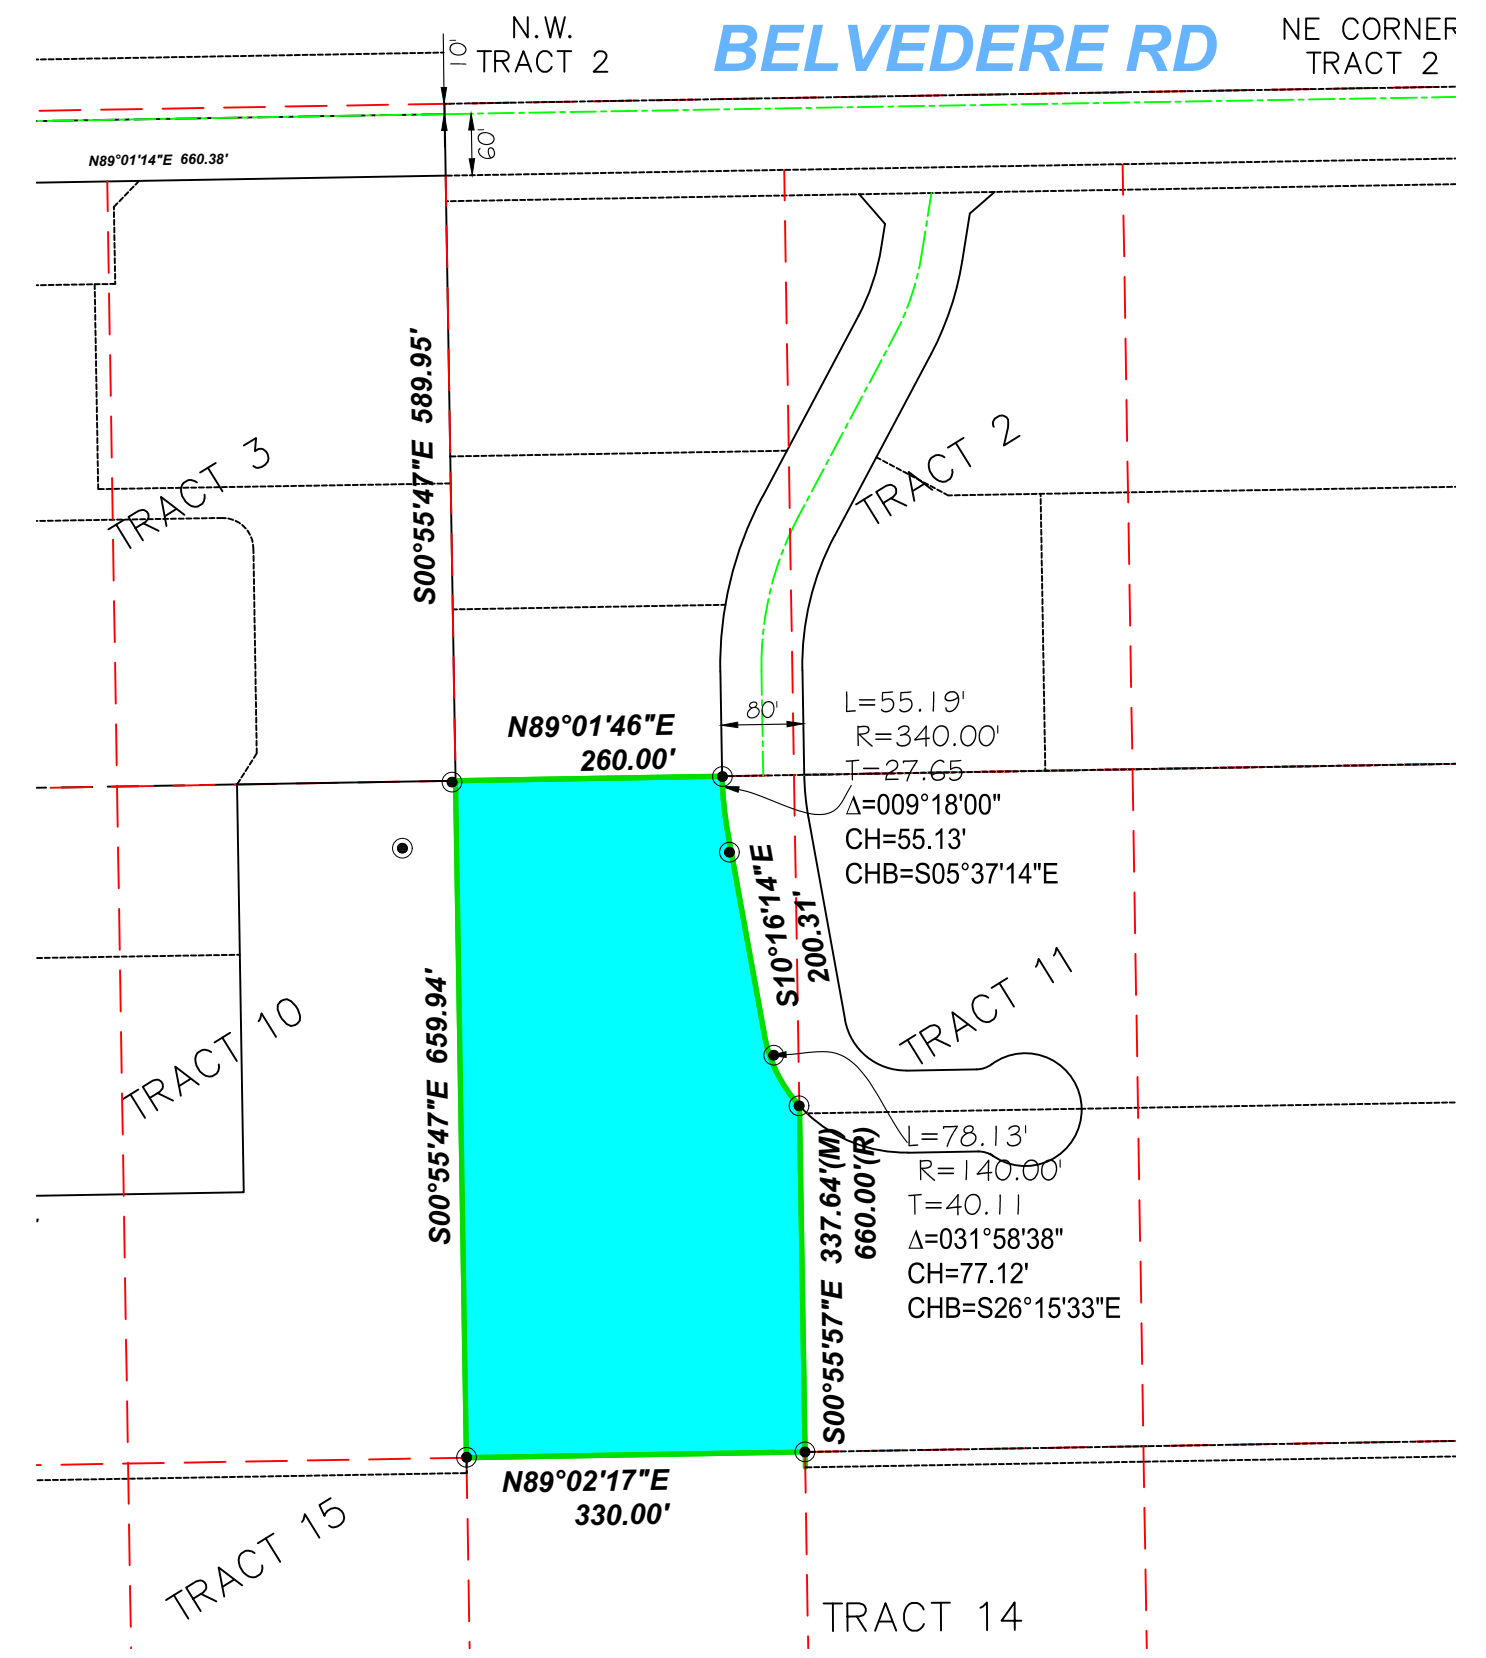 N.W.
TRACT 2
BELVEDERE RD
NE CORNER
TRACT 2
10'
60'
N89°01'14"E 660.38'
S00°55'47"E 589.95'
TRACT 3
TRACT 2
N89°01'46"E
260.00'
80'
L=55.19'
R=340.00'
T=27.65
Δ=009°18'00"
CH=55.13'
CHB=S05°37'14"E
S10°16'14"E
200.31'
TRACT 10
S00°55'47"E 659.94'
TRACT 11
S00°55'57"E 337.64'(M)
660.00'(R)
L=78.13'
R=140.00'
T=40.11
Δ=031°58'38"
CH=77.12'
CHB=S26°15'33"E
N89°02'17"E
330.00'
TRACT 15
TRACT 14